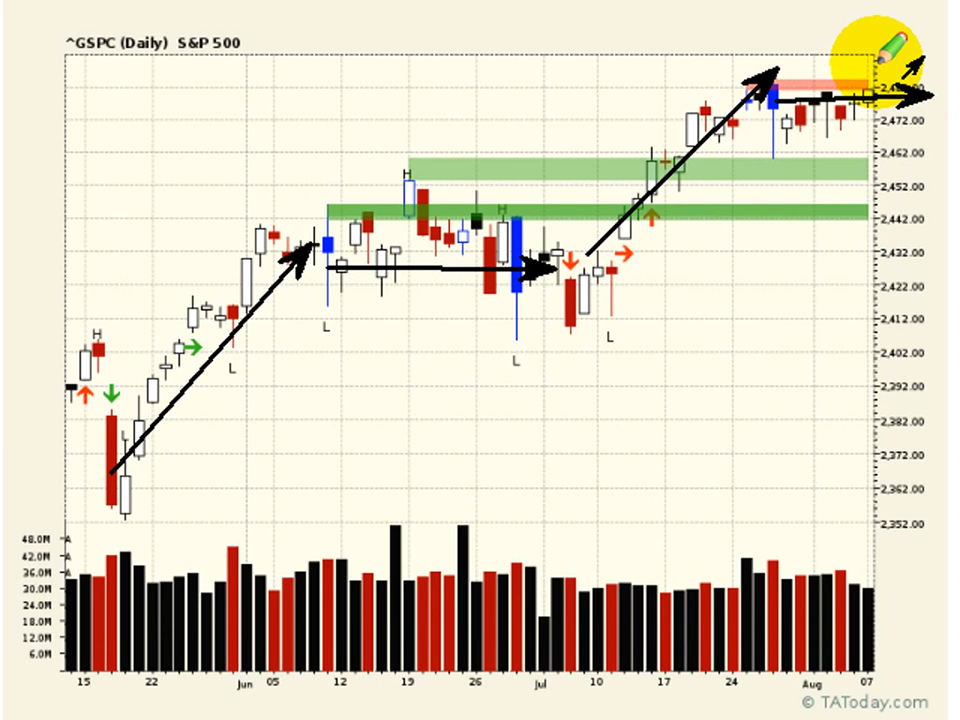 ^GSPC (Daily) S&P 500
2,472.00
2,462.00
2,452.00
2,442.00
2,432.00
2,422.00
2,412.00
2,402.00
2,392.00
2,382.00
2,372.00
2,362.00
2,352.00
H
H
H
L
L
L
L
L
48.0M A
42.0M A
36.0M A
30.0M
24.0M
18.0M
12.0M
6.0M
15 22 Jun 05 12 19 26 Jul 10 17 24 Aug 07
© TAToday.com